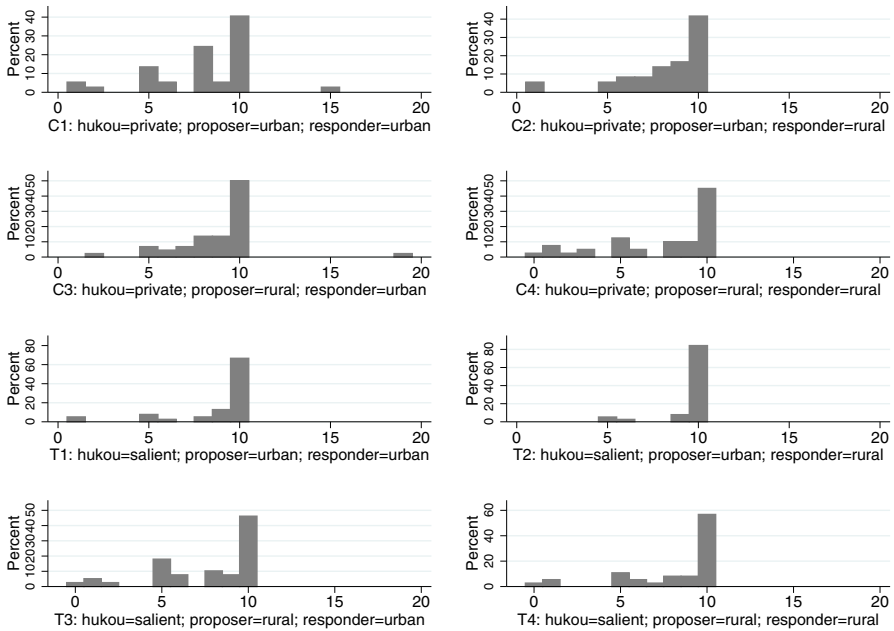 Percent
0 10 20 30 40
0 5 10 15 20
C1: hukou=private; proposer=urban; responder=urban
Percent
0 10 20 30 40
0 5 10 15 20
C2: hukou=private; proposer=urban; responder=rural
Percent
0 10 20 30 40 50
0 5 10 15 20
C3: hukou=private; proposer=rural; responder=urban
Percent
0 10 20 30 40 50
0 5 10 15 20
C4: hukou=private; proposer=rural; responder=rural
Percent
0 20 40 60 80
0 5 10 15 20
T1: hukou=salient; proposer=urban; responder=urban
Percent
0 20 40 60 80
0 5 10 15 20
T2: hukou=salient; proposer=urban; responder=rural
Percent
0 10 20 30 40 50
0 5 10 15 20
T3: hukou=salient; proposer=rural; responder=urban
Percent
0 20 40 60
0 5 10 15 20
T4: hukou=salient; proposer=rural; responder=rural